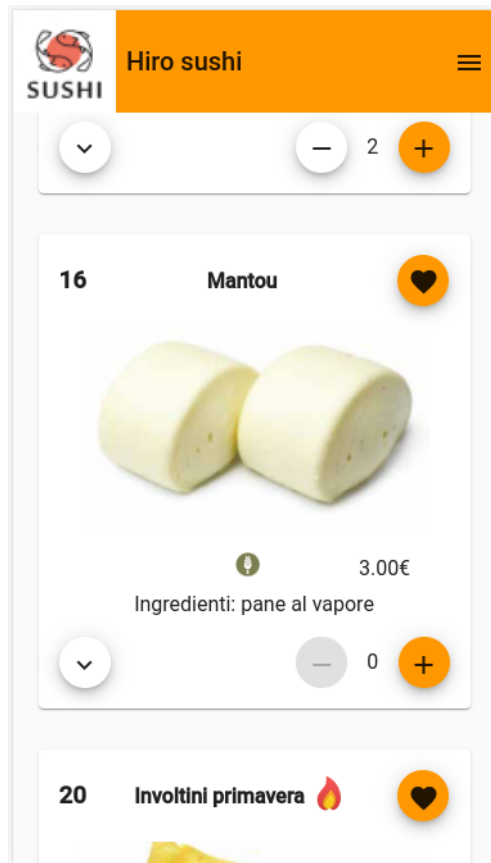 SUSHI
Hiro sushi
2
16
Mantou
3.00€
Ingredienti: pane al vapore
0
20
Involtini primavera